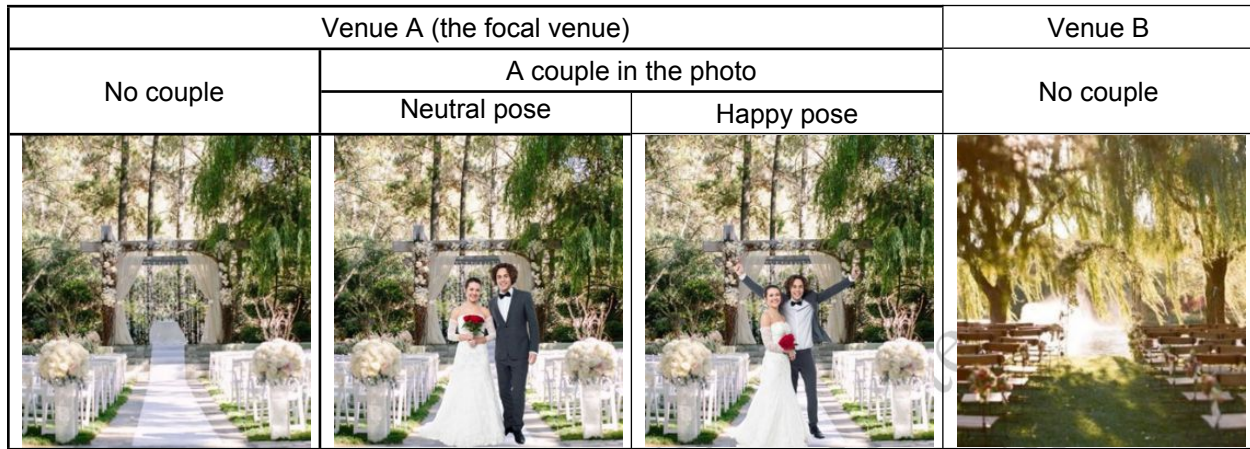 Venue A (the focal venue)
Venue B
No couple
A couple in the photo
No couple
Neutral pose
Happy pose